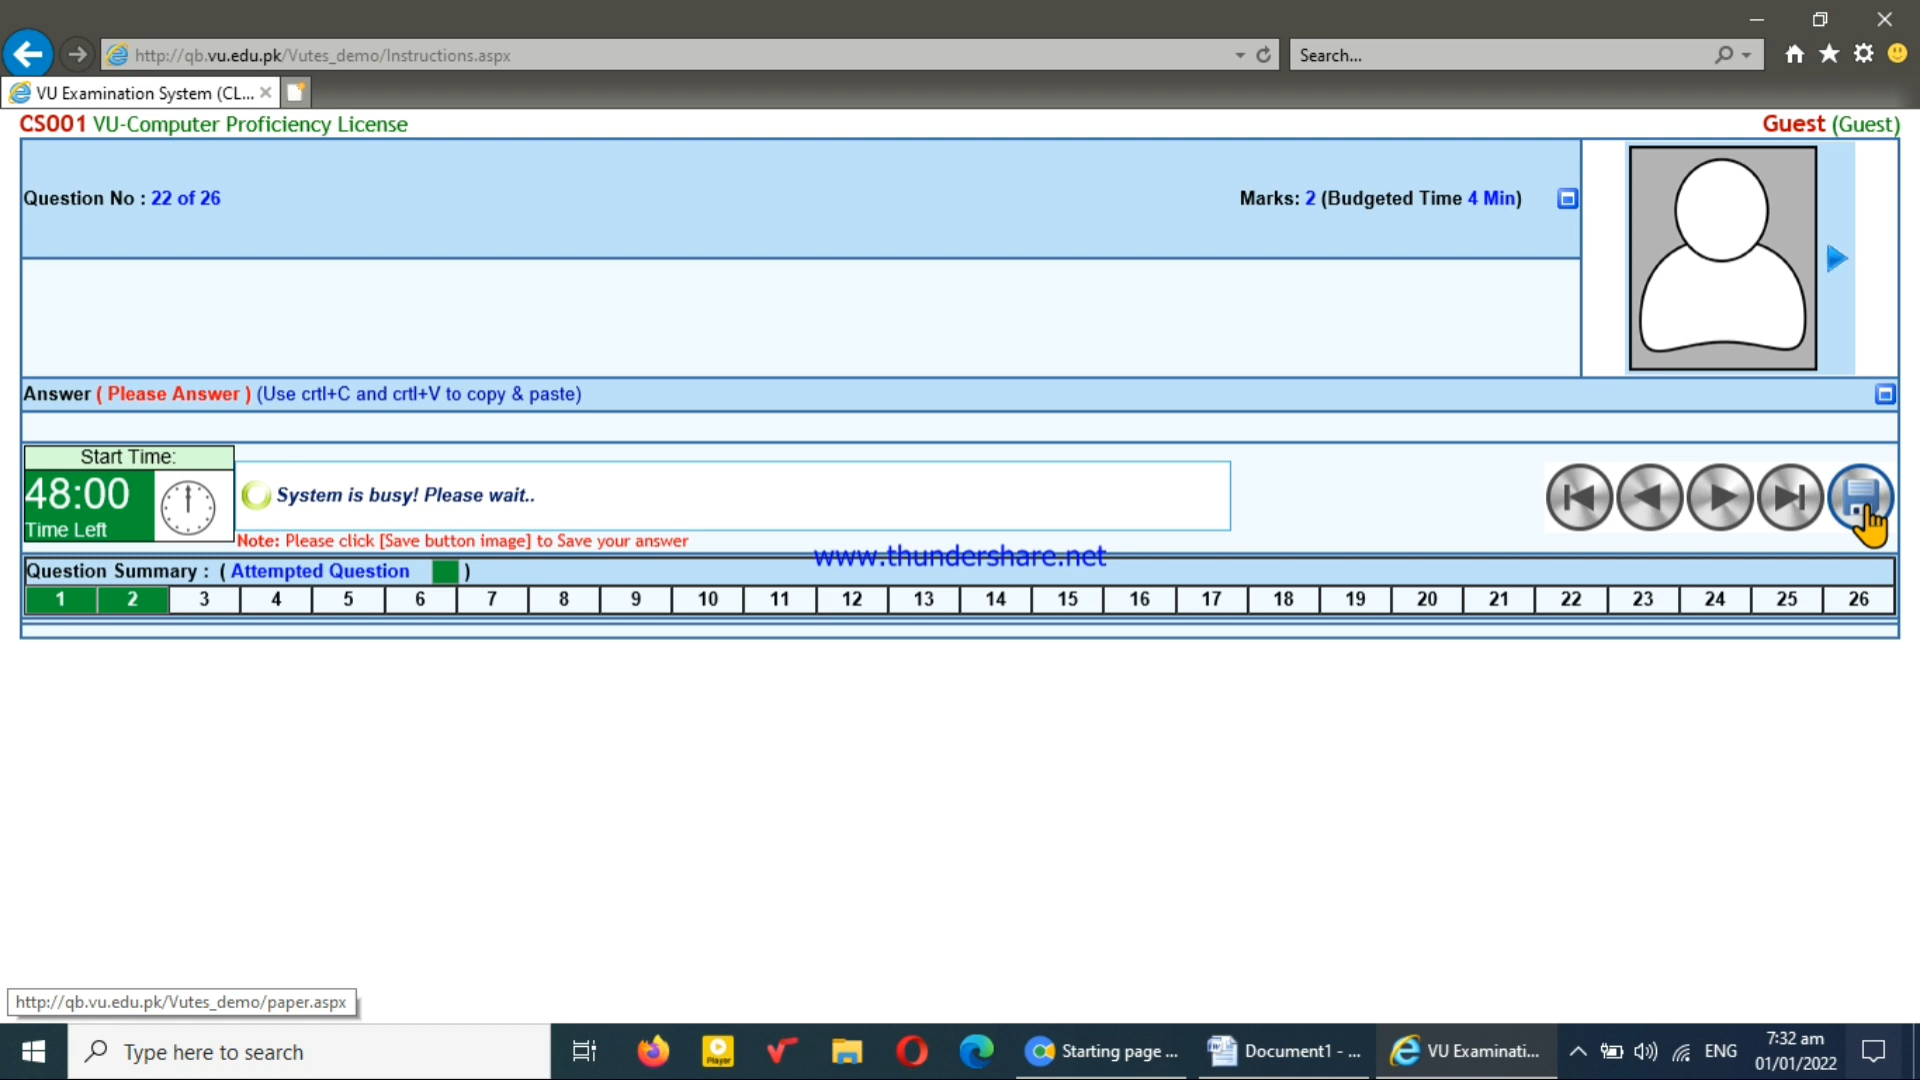 http://qb.vu.edu.pk/Vutes_demo/Instructions.aspx
Search...
VU Examination System (CL...
CS001 VU-Computer Proficiency License
Guest (Guest)
Question No : 22 of 26
Marks: 2 (Budgeted Time 4 Min)
Answer ( Please Answer ) (Use crtl+C and crtl+V to copy & paste)
Start Time:
48:00
Time Left
System is busy! Please wait..
Note: Please click [Save button image] to Save your answer
www.thundershare.net
Question Summary : ( Attempted Question )
1 2 3 4 5 6 7 8 9 10 11 12 13 14 15 16 17 18 19 20 21 22 23 24 25 26
http://qb.vu.edu.pk/Vutes_demo/paper.aspx
Type here to search
Player
Starting page ...
Document1 - ...
VU Examinati...
ENG
7:32 am
01/01/2022